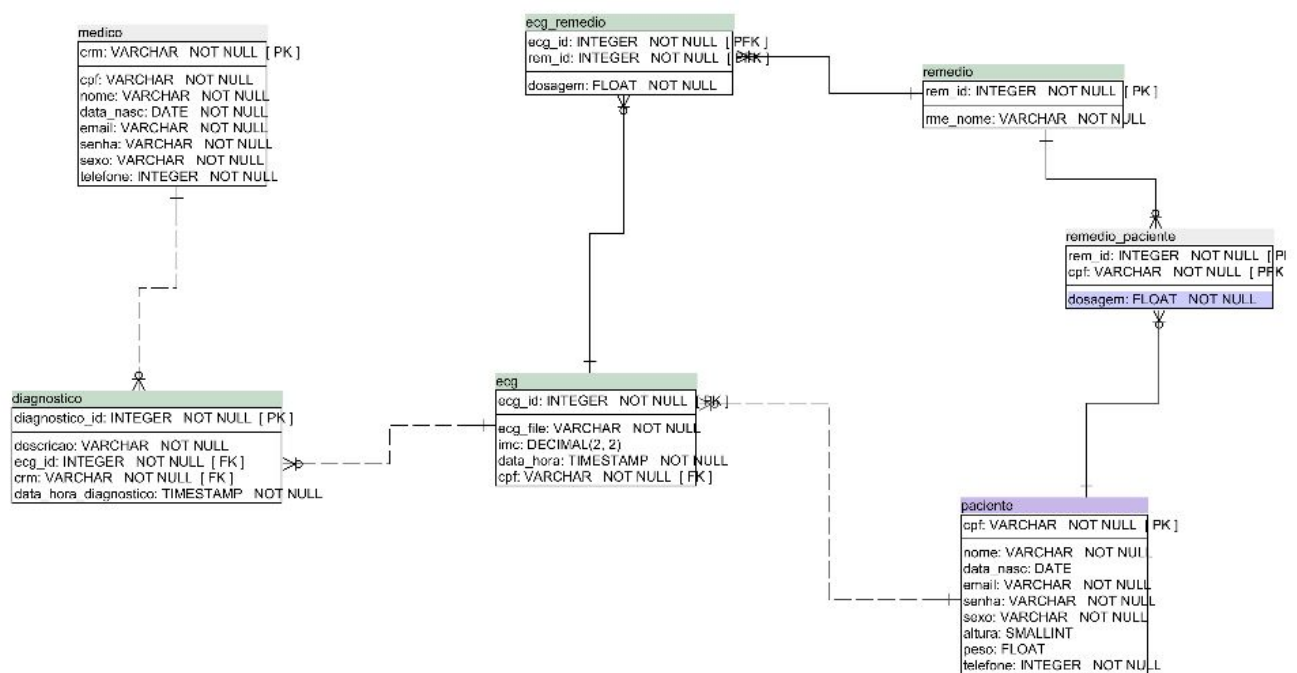 medico
crm: VARCHAR NOT NULL [ PK ]
cpf: VARCHAR NOT NULL
nome: VARCHAR NOT NULL
data_nasc: DATE NOT NULL
email: VARCHAR NOT NULL
senha: VARCHAR NOT NULL
sexo: VARCHAR NOT NULL
telefone: INTEGER NOT NULL
ecg_remedio
ecg_id: INTEGER NOT NULL [ PFK ]
rem_id: INTEGER NOT NULL [ PFK ]
dosagem: FLOAT NOT NULL
remedio
rem_id: INTEGER NOT NULL [ PK ]
rme_nome: VARCHAR NOT NULL
remedio_paciente
rem_id: INTEGER NOT NULL [ P
cpf: VARCHAR NOT NULL [ PFK
dosagem: FLOAT NOT NULL
diagnostico
diagnostico_id: INTEGER NOT NULL [ PK ]
descricao: VARCHAR NOT NULL
ecg_id: INTEGER NOT NULL [ FK ]
crm: VARCHAR NOT NULL [ FK ]
data_hora_diagnostico: TIMESTAMP NOT NULL
ecg
ecg_id: INTEGER NOT NULL [ PK ]
ecg_file: VARCHAR NOT NULL
imc: DECIMAL(2, 2)
data_hora: TIMESTAMP NOT NULL
cpf: VARCHAR NOT NULL [ FK ]
paciente
cpf: VARCHAR NOT NULL [ PK ]
nome: VARCHAR NOT NULL
data_nasc: DATE
email: VARCHAR NOT NULL
senha: VARCHAR NOT NULL
sexo: VARCHAR NOT NULL
altura: SMALLINT
peso: FLOAT
telefone: INTEGER NOT NULL